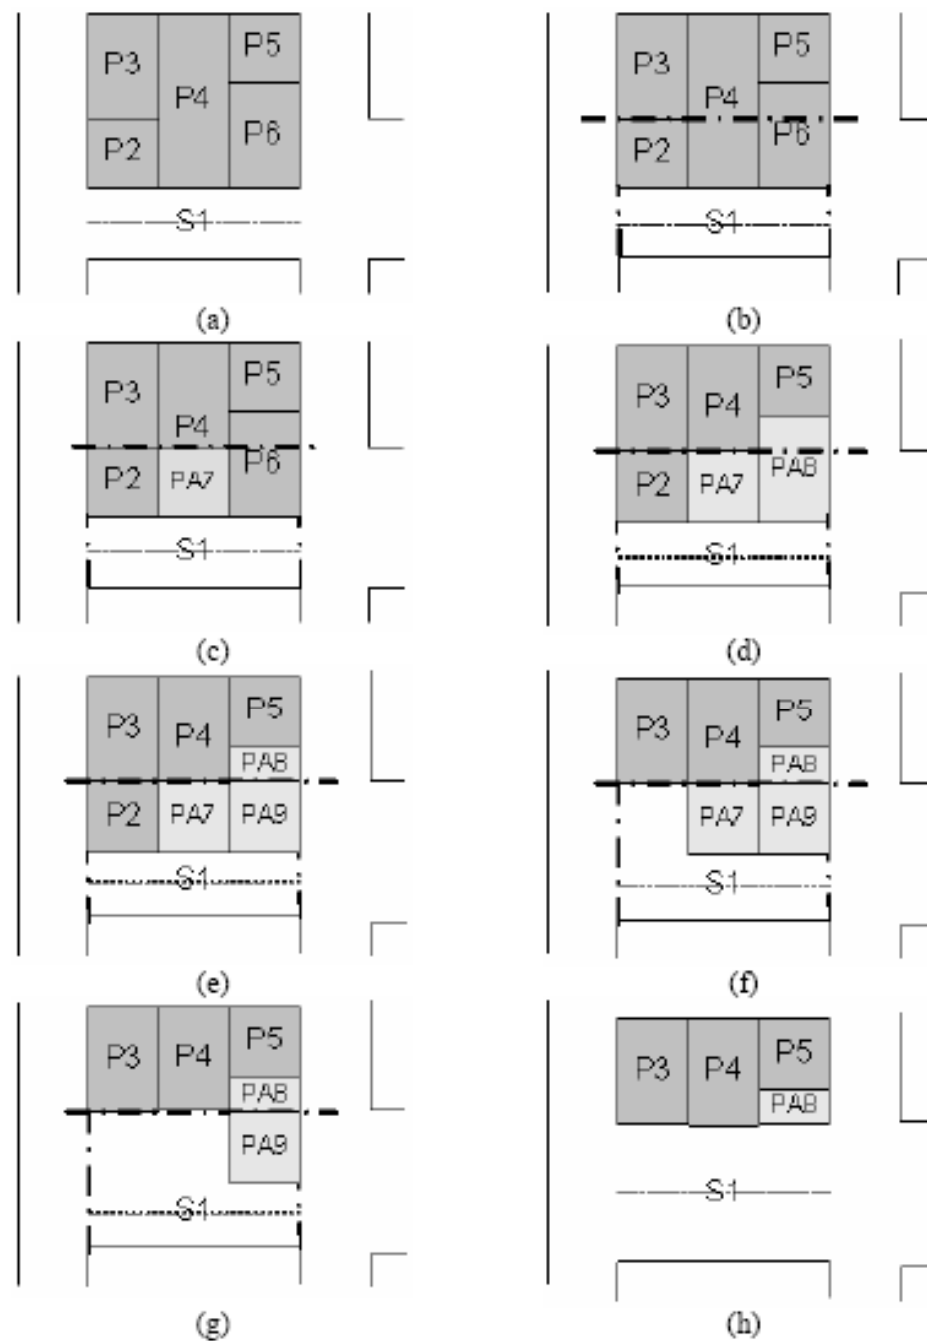 P3 P4 P5
P2 P6
S1
(a)
P3 P4 P5
P2 P6
S1
(b)
P3 P4 P5
P2 PA7 P6
S1
(c)
P3 P4 P5
P2 PA7 PA8
S1
(d)
P3 P4 P5
PA8
P2 PA7 PA9
S1
(e)
P3 P4 P5
PA8
PA7 PA9
S1
(f)
P3 P4 P5
PA8
PA9
S1
(g)
P3 P4 P5
PA8
S1
(h)